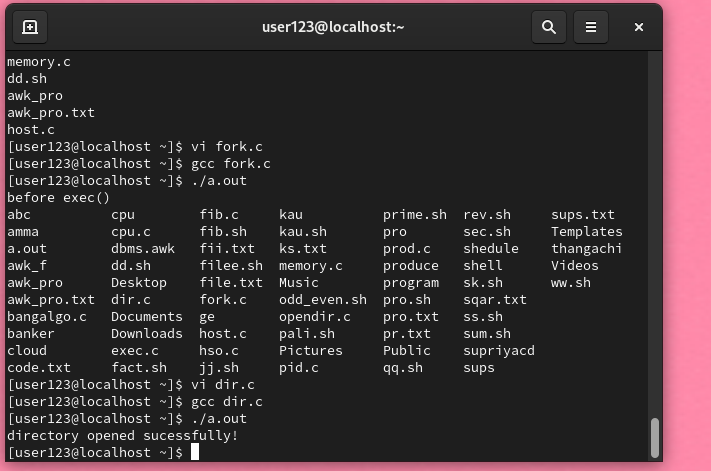 user123@localhost:~
memory.c
dd.sh
awk_pro
awk_pro.txt
host.c
[user123@localhost ~]$ vi fork.c
[user123@localhost ~]$ gcc fork.c
[user123@localhost ~]$ ./a.out
before exec()
abc cpu fib.c kau prime.sh rev.sh sups.txt
amma cpu.c fib.sh kau.sh pro sec.sh Templates
a.out dbms.awk fii.txt ks.txt prod.c shedule thangachi
awk_f dd.sh filee.sh memory.c produce shell Videos
awk_pro Desktop file.txt Music program sk.sh ww.sh
awk_pro.txt dir.c fork.c odd_even.sh pro.sh sqar.txt
bangalgo.c Documents ge opendir.c pro.txt ss.sh
banker Downloads host.c pali.sh pr.txt sum.sh
cloud exec.c hso.c Pictures Public supriyacd
code.txt fact.sh jj.sh pid.c qq.sh sups
[user123@localhost ~]$ vi dir.c
[user123@localhost ~]$ gcc dir.c
[user123@localhost ~]$ ./a.out
directory opened sucessfully!
[user123@localhost ~]$